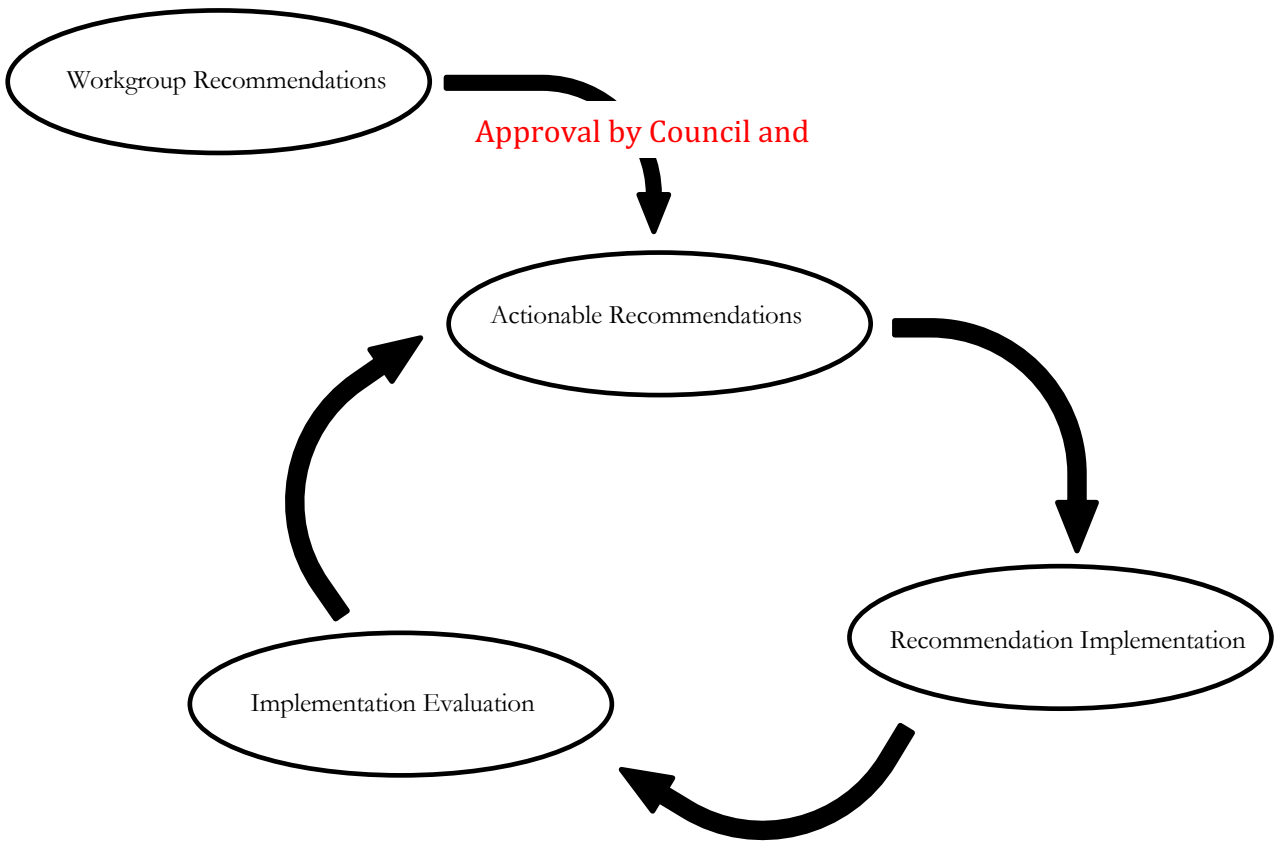 Workgroup Recommendations
Approval by Council and
Actionable Recommendations
Recommendation Implementation
Implementation Evaluation